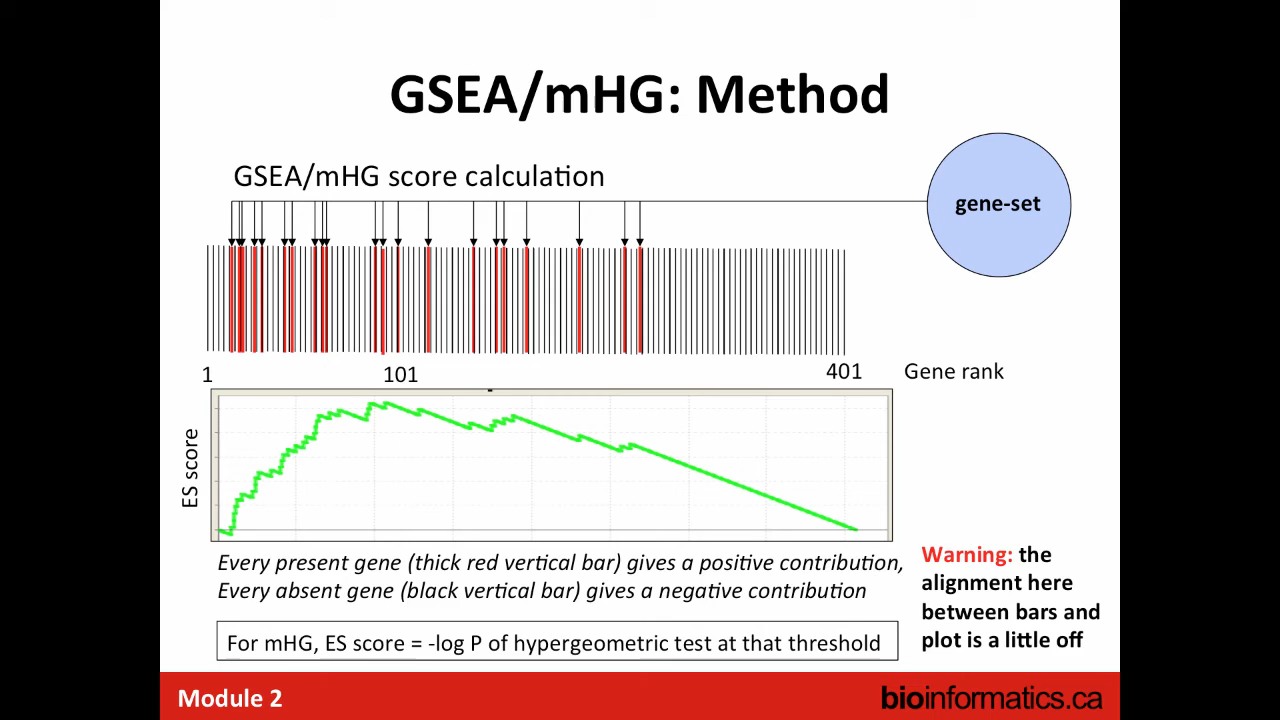 GSEA/mHG: Method
GSEA/mHG score calculation
gene-set
1
101
401
Gene rank
ES score
Every present gene (thick red vertical bar) gives a positive contribution,
Every absent gene (black vertical bar) gives a negative contribution
Warning: the
alignment here
between bars and
plot is a little off
For mHG, ES score = -log P of hypergeometric test at that threshold
Module 2
bioinformatics.ca